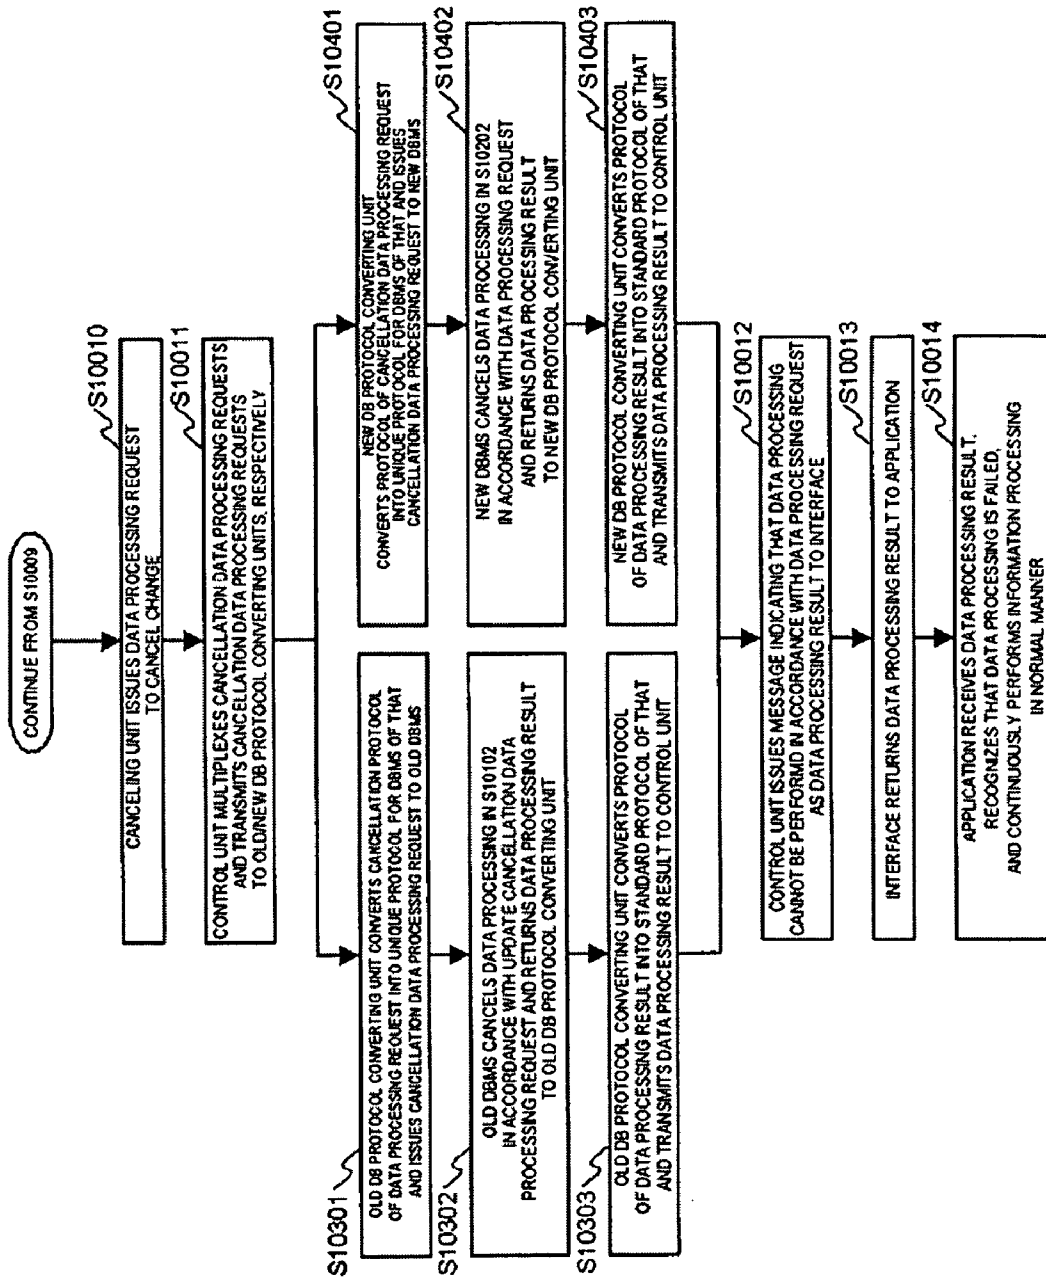 CONTINUE FROM S10009
S10010
CANCELING UNIT ISSUES DATA PROCESSING REQUEST
TO CANCEL CHANGE
S10011
CONTROL UNIT MULTIPLEXES CANCELLATION DATA PROCESSING REQUESTS
AND TRANSMITS CANCELLATION DATA PROCESSING REQUESTS
TO OLD/NEW DB PROTOCOL CONVERTING UNITS, RESPECTIVELY
S10301
OLD DB PROTOCOL CONVERTING UNIT CONVERTS CANCELLATION PROTOCOL
OF DATA PROCESSING REQUEST INTO UNIQUE PROTOCOL FOR DBMS OF THAT
AND ISSUES CANCELLATION DATA PROCESSING REQUEST TO OLD DBMS
S10302
OLD DBMS CANCELS DATA PROCESSING IN S10102
IN ACCORDANCE WITH UPDATE CANCELLATION DATA
PROCESSING REQUEST AND RETURNS DATA PROCESSING RESULT
TO OLD DB PROTOCOL CONVERTING UNIT
S10303
OLD DB PROTOCOL CONVERTING UNIT CONVERTS PROTOCOL
OF DATA PROCESSING RESULT INTO STANDARD PROTOCOL OF THAT
AND TRANSMITS DATA PROCESSING RESULT TO CONTROL UNIT
S10401
NEW DB PROTOCOL CONVERTING UNIT
CONVERTS PROTOCOL OF CANCELLATION DATA PROCESSING REQUEST
INTO UNIQUE PROTOCOL FOR DBMS OF THAT AND ISSUES
CANCELLATION DATA PROCESSING REQUEST TO NEW DBMS
S10402
NEW DBMS CANCELS DATA PROCESSING IN S10202
IN ACCORDANCE WITH DATA PROCESSING REQUEST
AND RETURNS DATA PROCESSING RESULT
TO NEW DB PROTOCOL CONVERTING UNIT
S10403
NEW DB PROTOCOL CONVERTING UNIT CONVERTS PROTOCOL
OF DATA PROCESSING RESULT INTO STANDARD PROTOCOL OF THAT
AND TRANSMITS DATA PROCESSING RESULT TO CONTROL UNIT
S10012
CONTROL UNIT ISSUES MESSAGE INDICATING THAT DATA PROCESSING
CANNOT BE PERFORMD IN ACCORDANCE WITH DATA PROCESSING REQUEST
AS DATA PROCESSING RESULT TO INTERFACE
S10013
INTERFACE RETURNS DATA PROCESSING RESULT TO APPLICATION
S10014
APPLICATION RECEIVES DATA PROCESSING RESULT.
RECOGNIZES THAT DATA PROCESSING IS FAILED,
AND CONTINUOUSLY PERFORMS INFORMATION PROCESSING
IN NORMAL MANNER